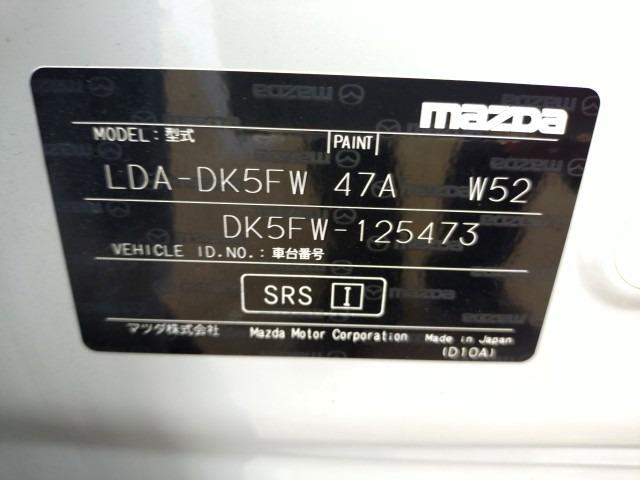 mazda
MODEL: 型式 PAINT
LDA-DK5FW 47A W52
DK5FW-125473
VEHICLE ID.NO.: 車台番号
SRS I
マツダ株式会社 Mazda Motor Corporation Made in Japan
(D10A)